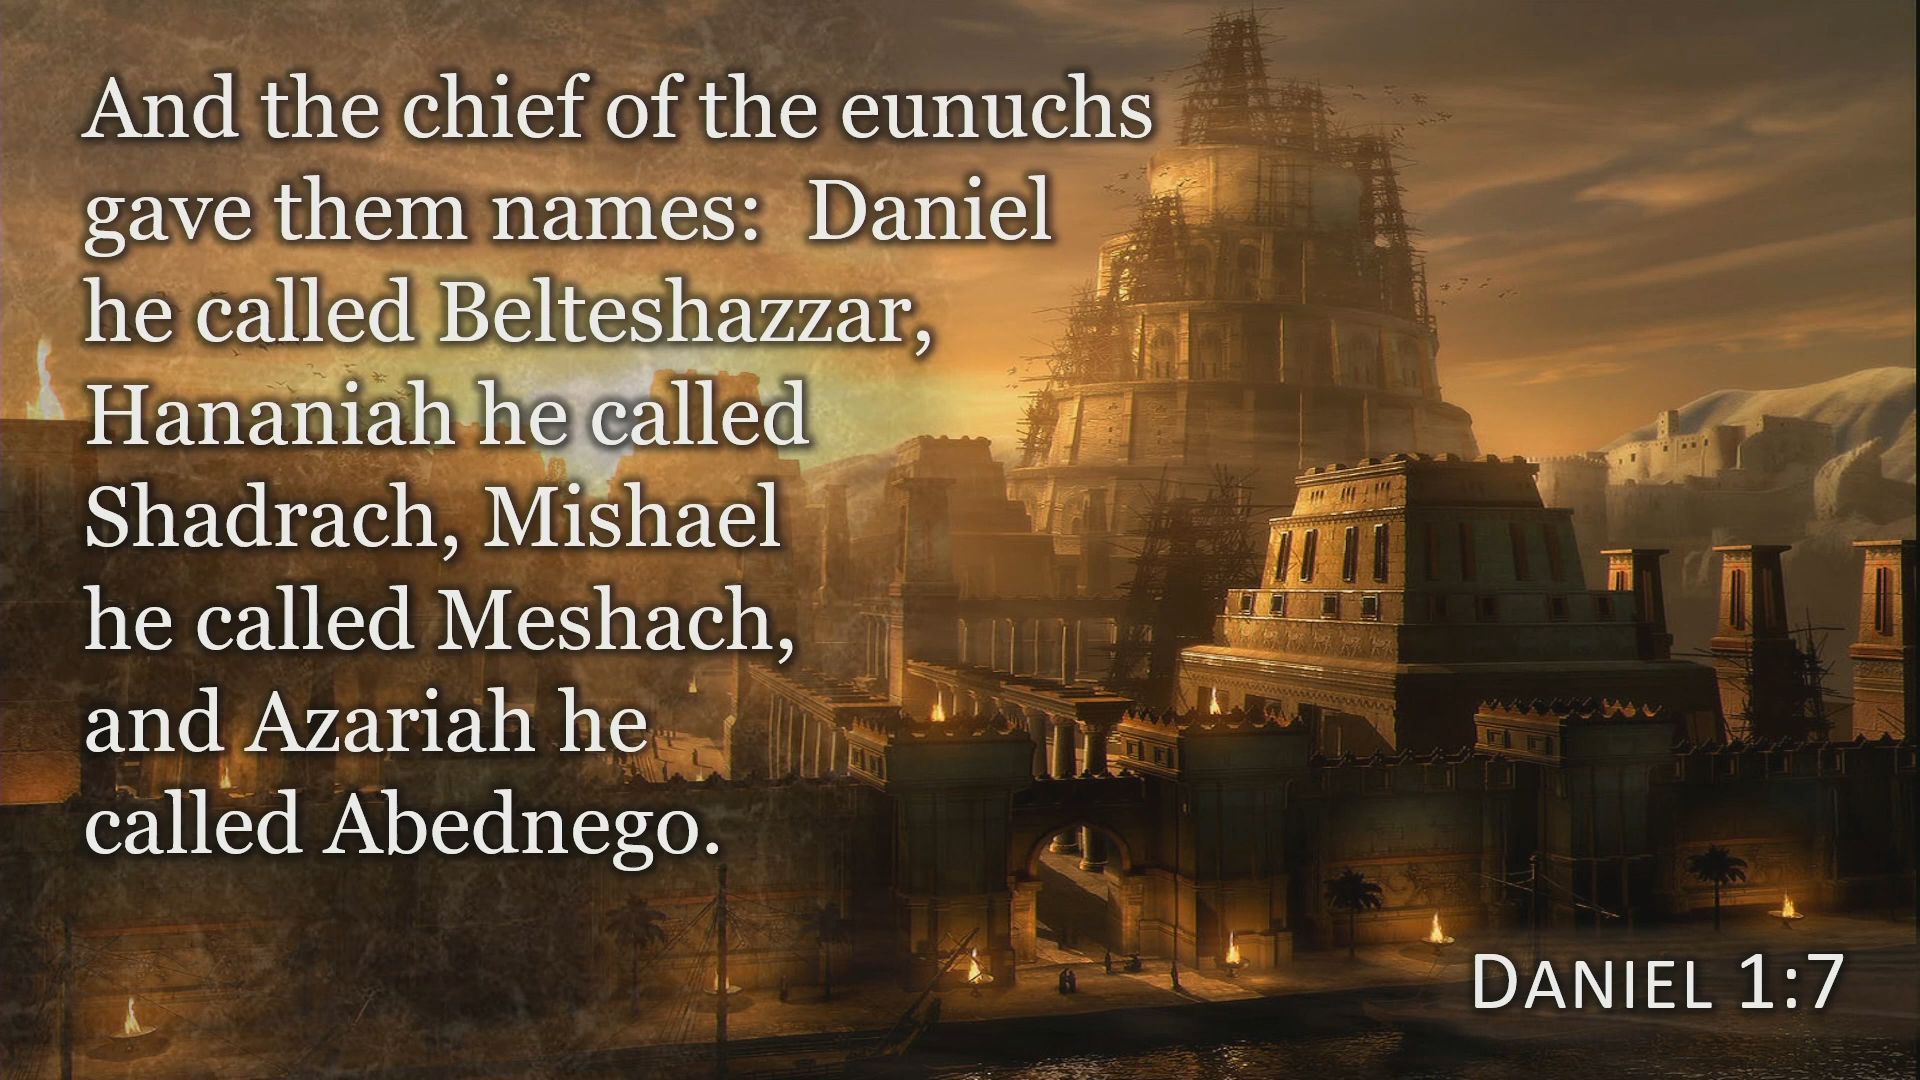 And the chief of the eunuchs
gave them names:  Daniel
he called Belteshazzar,
Hananiah he called
Shadrach, Mishael
he called Meshach,
and Azariah he
called Abednego.
DANIEL 1:7